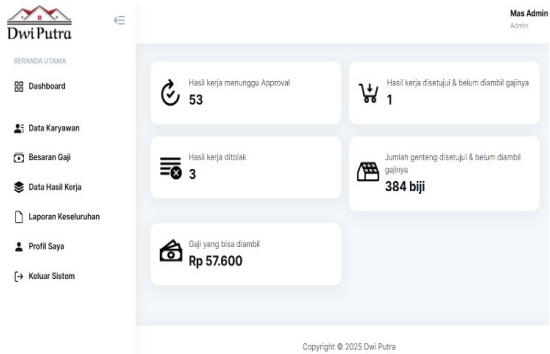 Dwi Putra
Mas Admin
Admin
BERANDA UTAMA
Dashboard
Data Karyawan
Besaran Gaji
Data Hasil Kerja
Laporan Keseluruhan
Profil Saya
Keluar Sistem
Hasil kerja menunggu Approval
53
Hasil kerja disetujui & belum diambil gajinya
1
Hasil kerja ditolak
3
Jumlah genteng disetujui & belum diambil
gajinya
384 biji
Gaji yang bisa diambil
Rp 57.600
Copyright © 2025 Dwi Putra